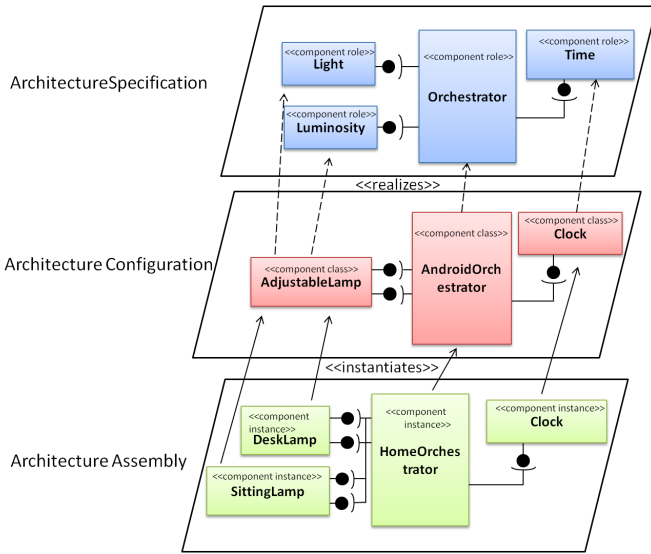 <<component role>>
Light
<<component role>>
Luminosity
<<component role>>
Orchestrator
<<component role>>
Time
ArchitectureSpecification
<<realizes>>
<<component class>>
AdjustableLamp
<<component class>>
AndroidOrch
estrator
<<component class>>
Clock
Architecture Configuration
<<instantiates>>
<<component
instance>>
DeskLamp
<<component instance>>
SittingLamp
<<component
instance>>
HomeOrches
trator
<<component instance>>
Clock
Architecture Assembly